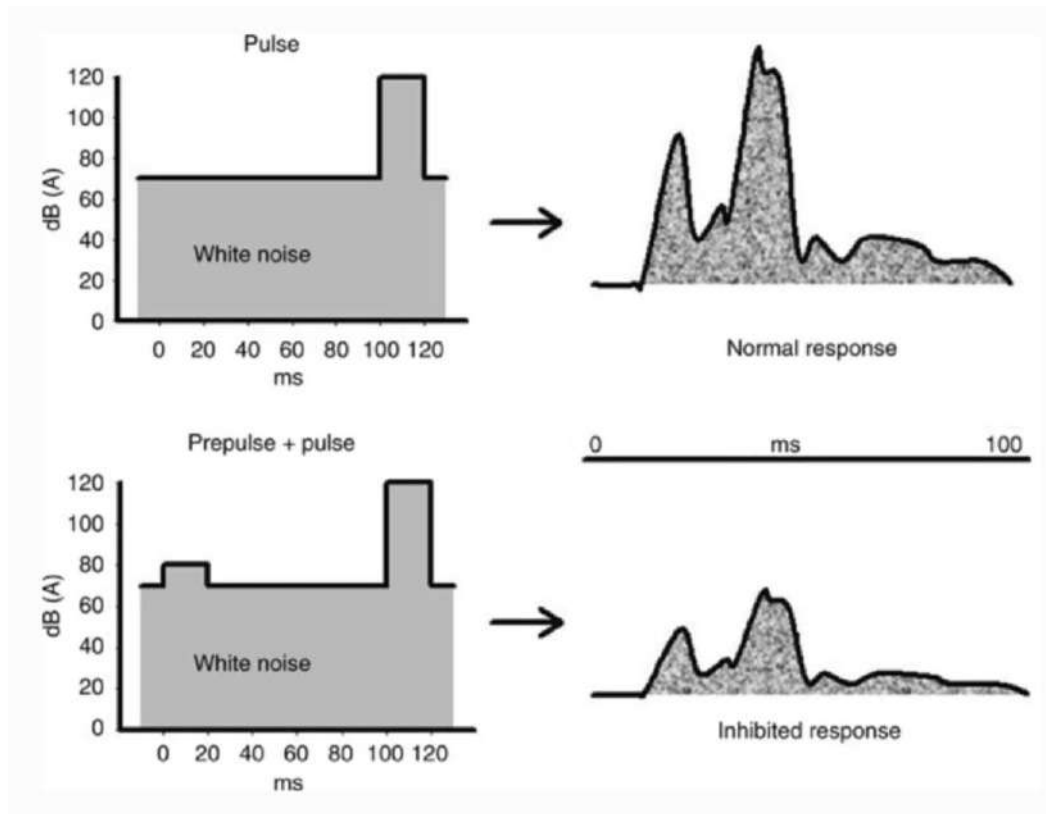 Pulse
120
100
80
60
40
20
0
dB (A)
White noise
0 20 40 60 80 100 120
ms
Normal response
Prepulse + pulse
120
100
80
60
40
20
0
dB (A)
White noise
0 20 40 60 80 100 120
ms
0 ms 100
Inhibited response